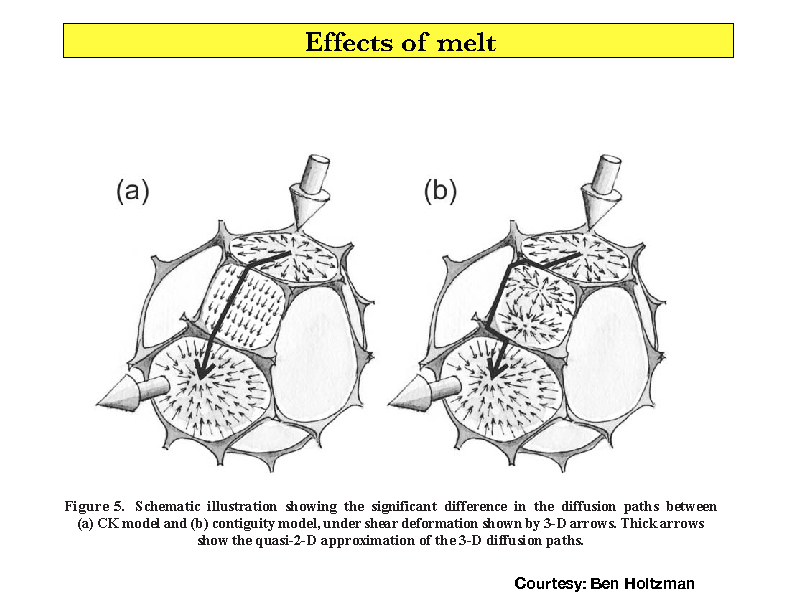 Effects of melt
(a)
(b)
Figure 5. Schematic illustration showing the significant difference in the diffusion paths between
(a) CK model and (b) contiguity model, under shear deformation shown by 3-D arrows. Thick arrows
show the quasi-2-D approximation of the 3-D diffusion paths.
Courtesy: Ben Holtzman